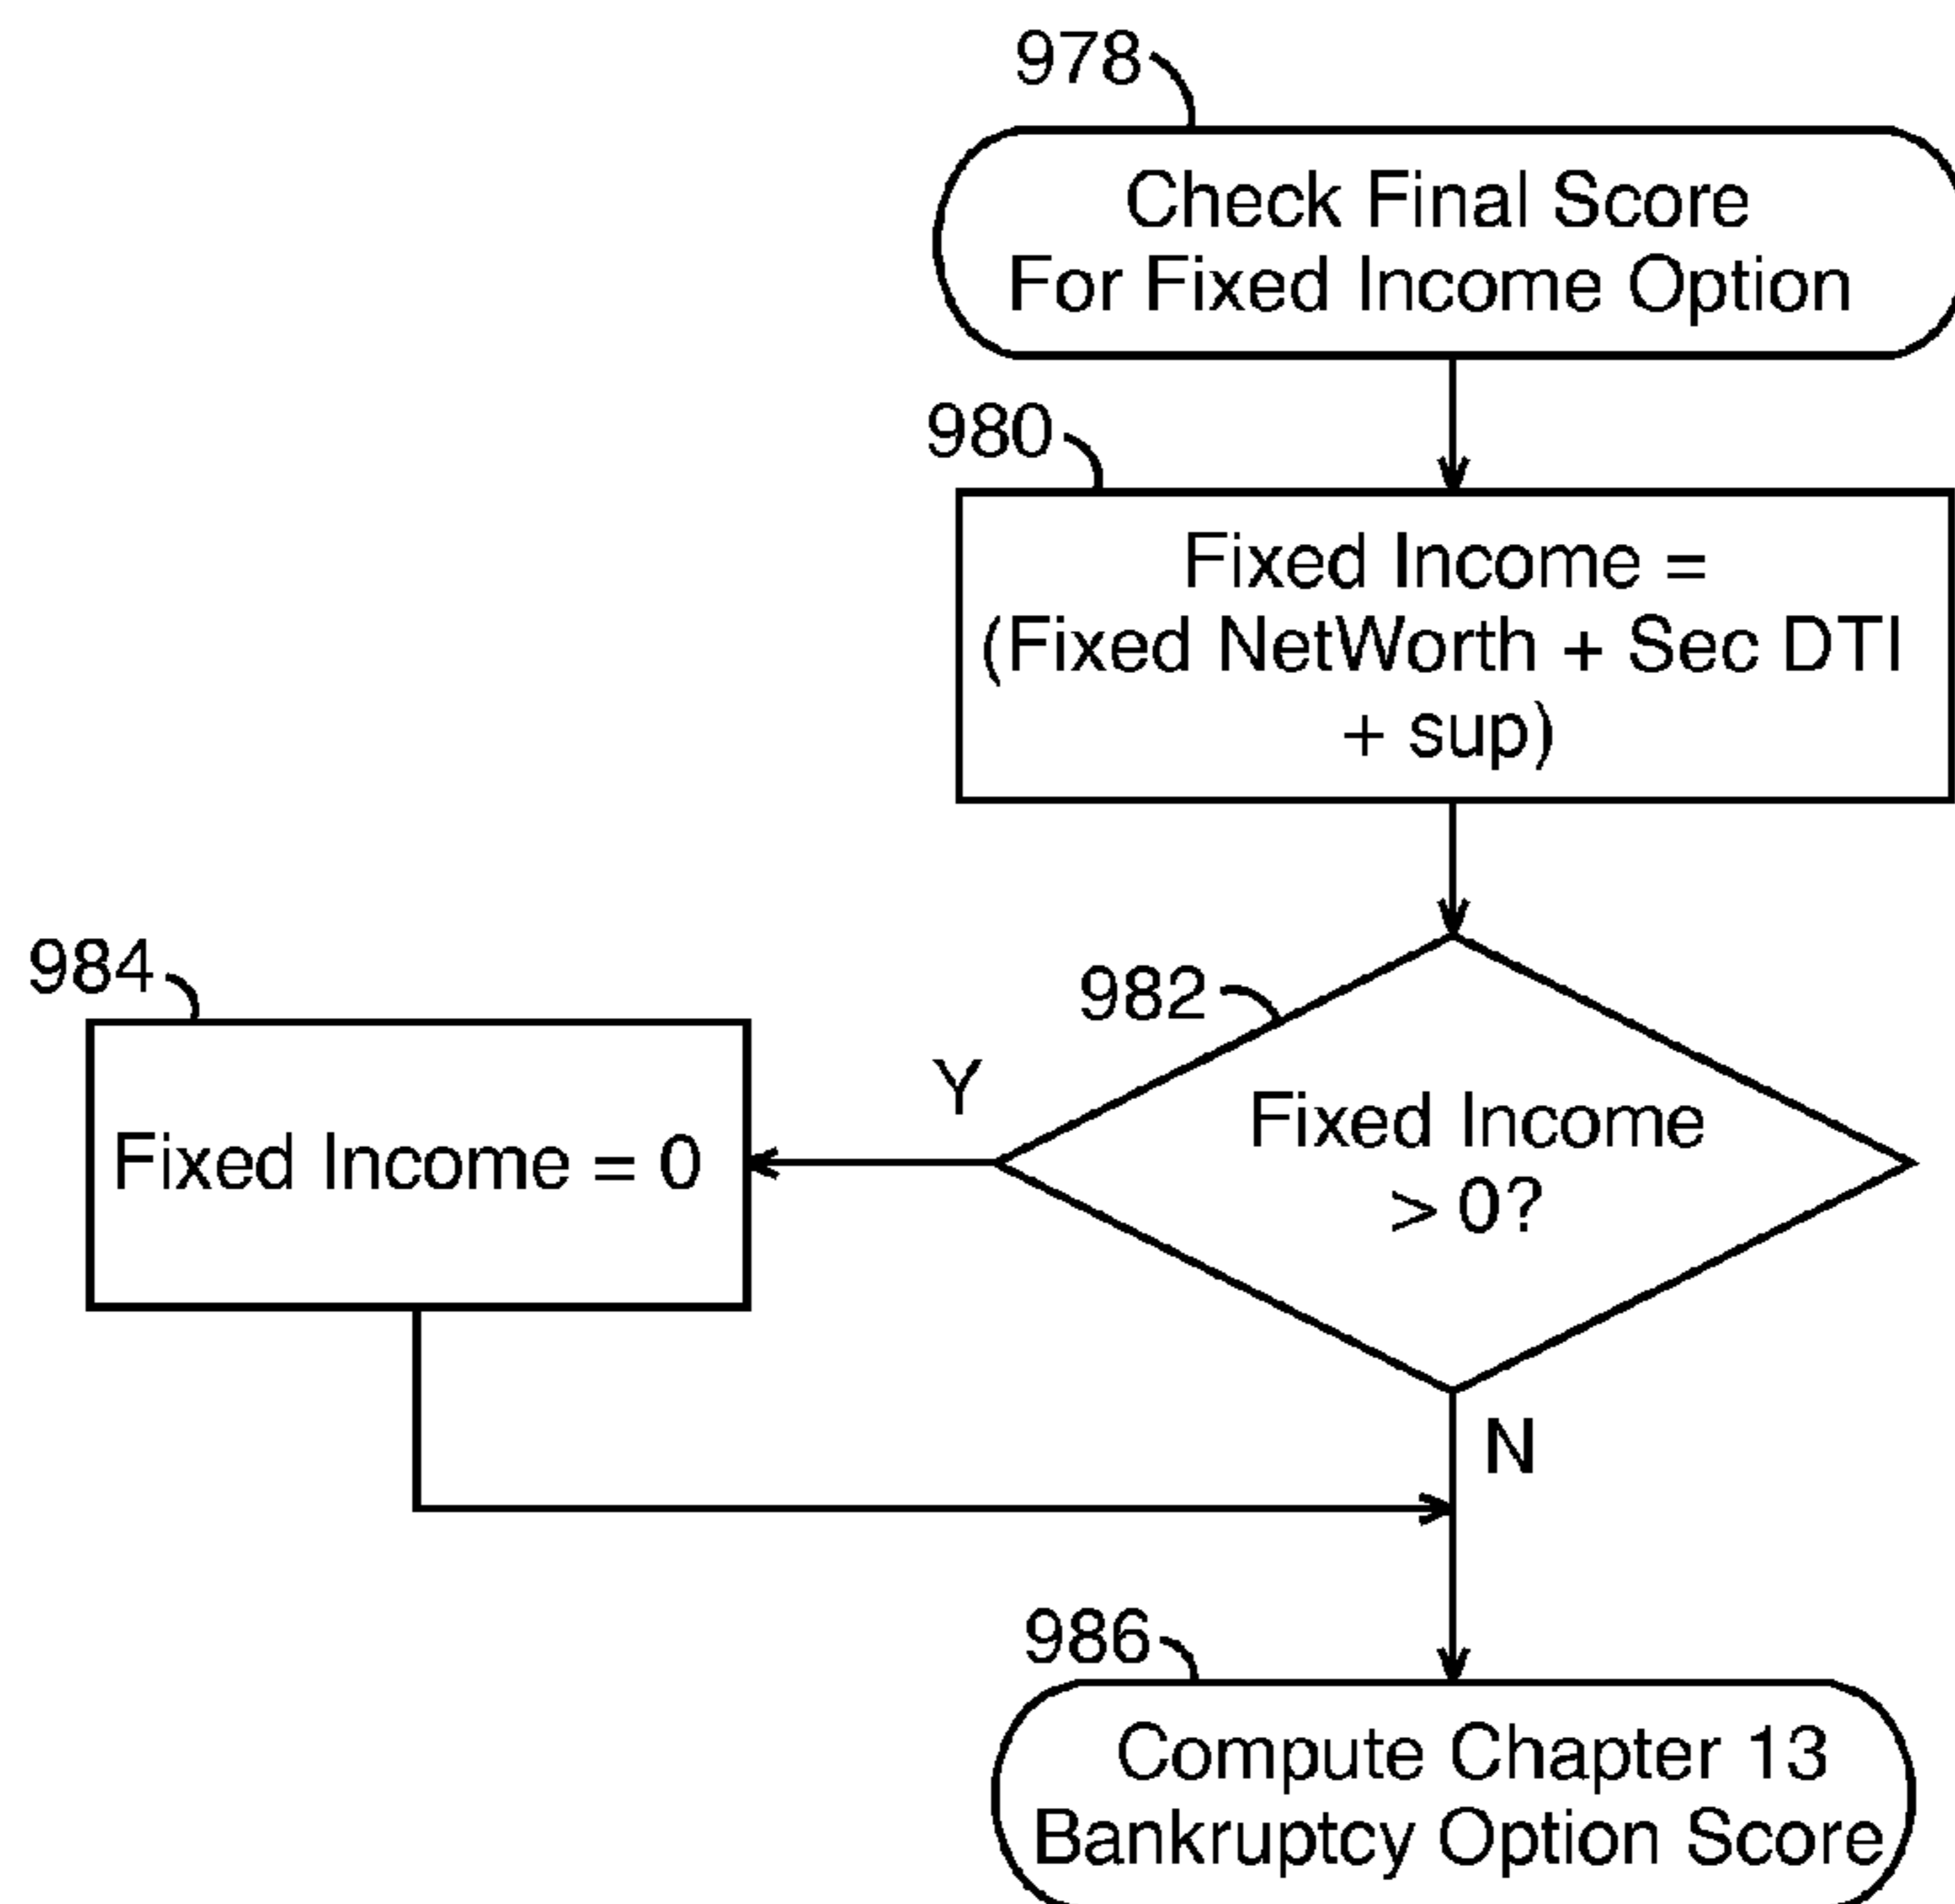 978
Check Final Score
For Fixed Income Option
980
Fixed Income =
(Fixed NetWorth + Sec DTI
+ sup)
984
982
Y
Fixed Income
> 0?
Fixed Income = 0
N
986
Compute Chapter 13
Bankruptcy Option Score